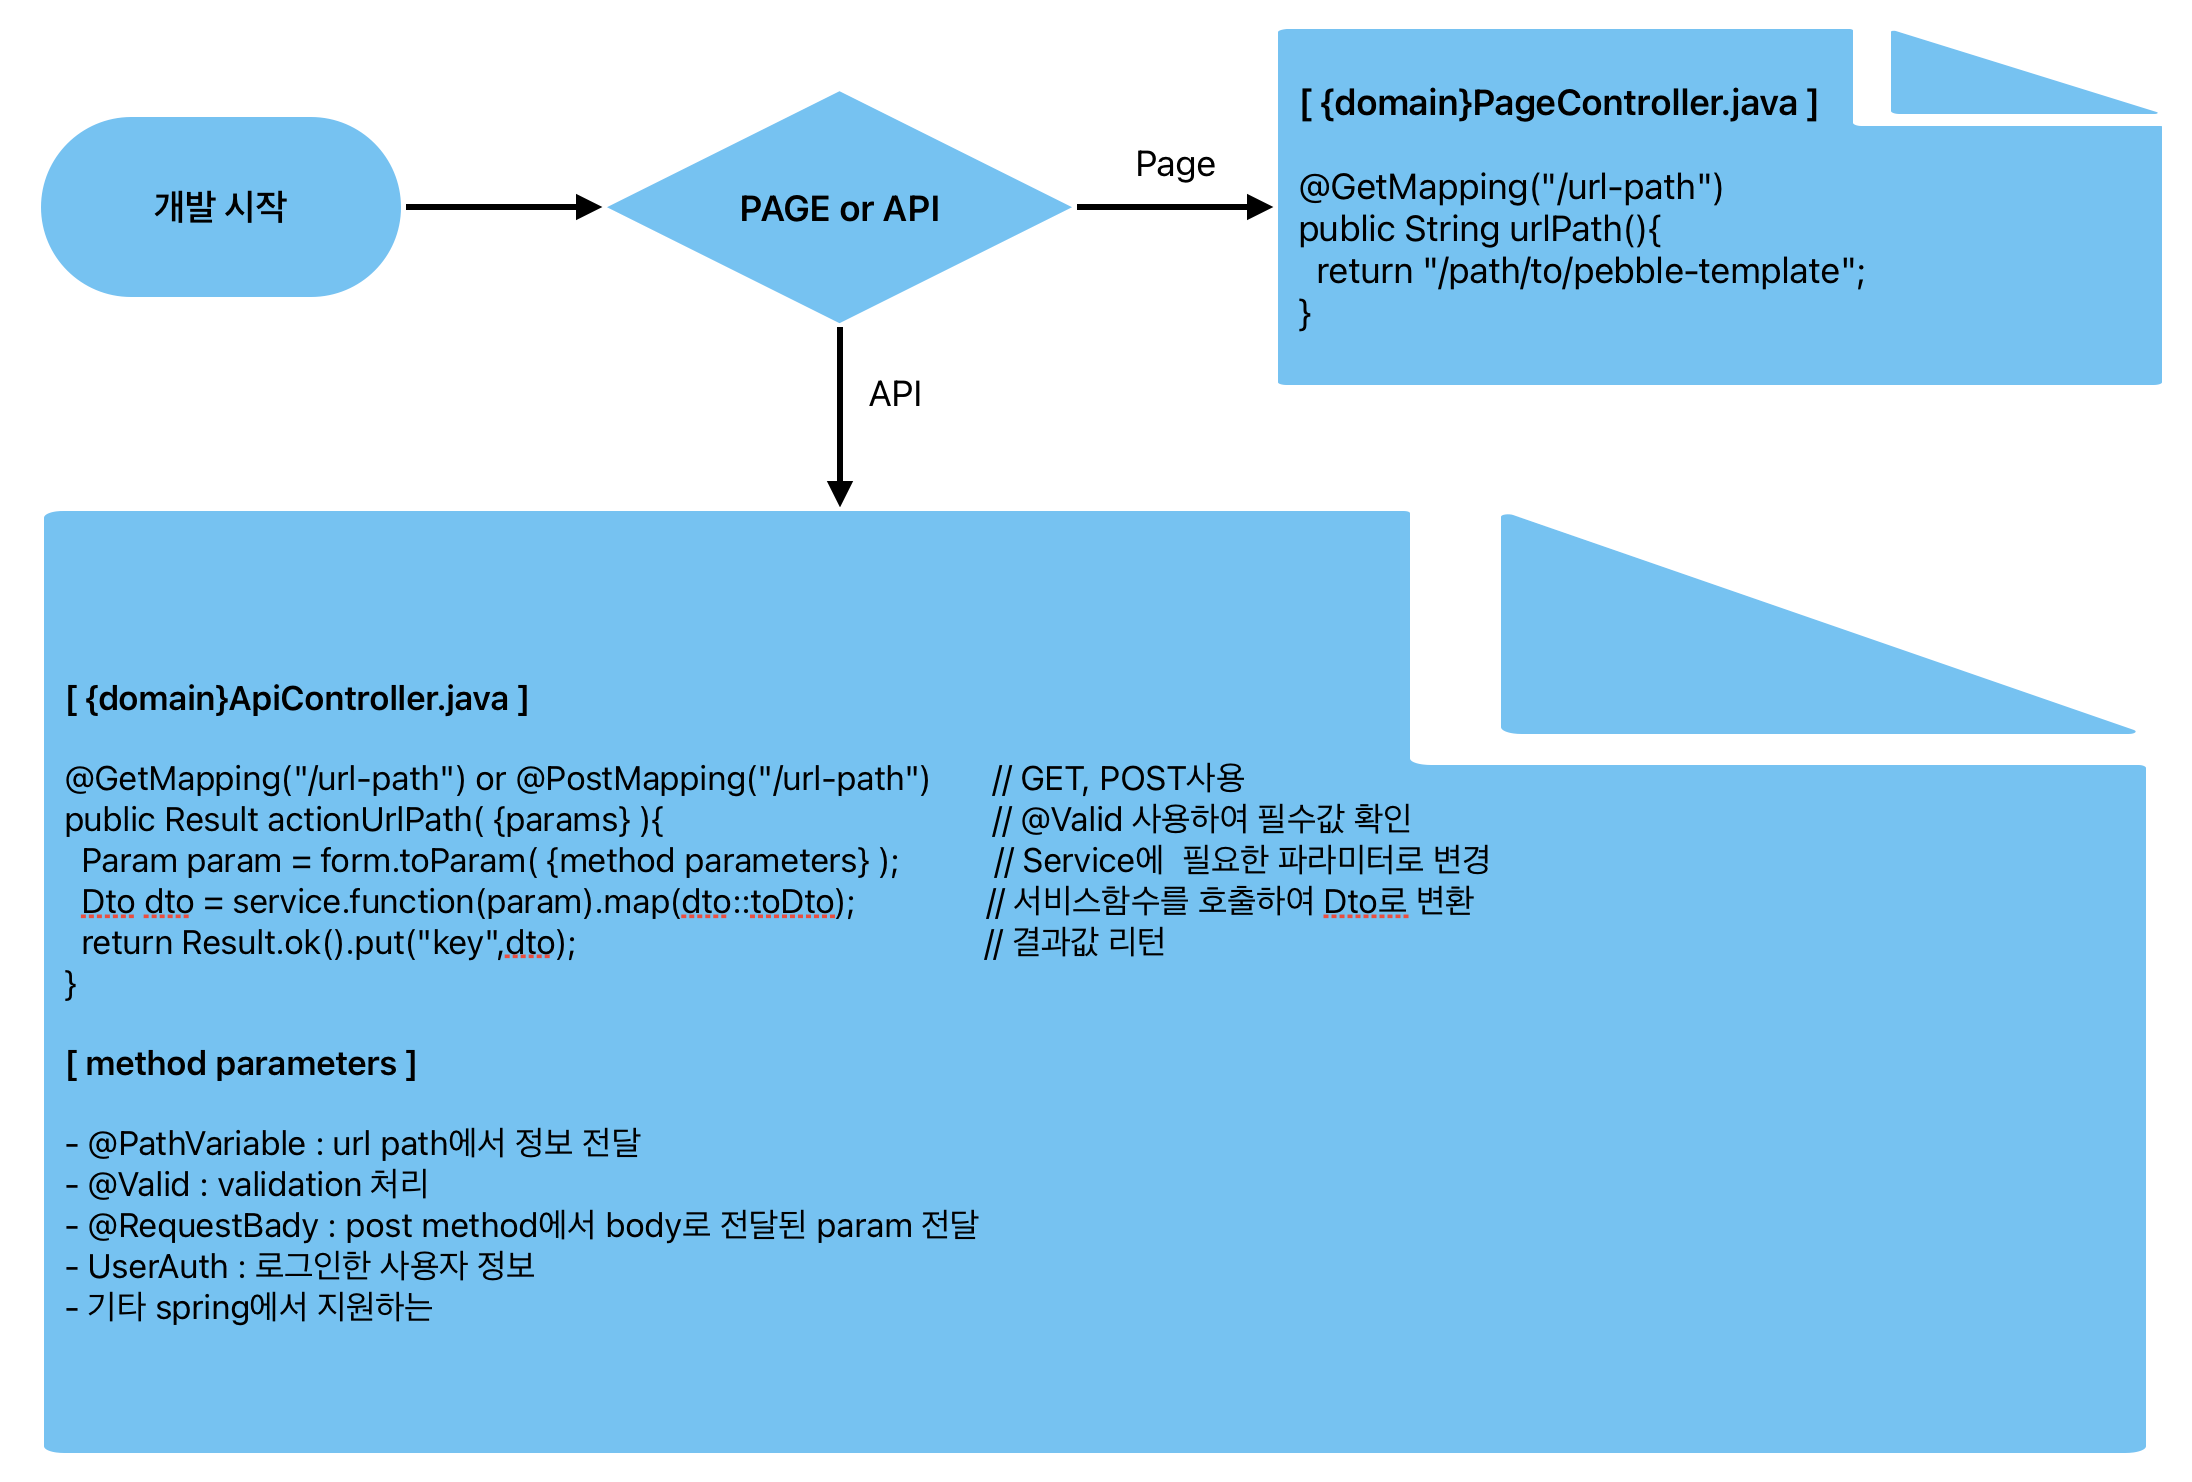 개발 시작
PAGE or API
Page
[ {domain}PageController.java ]
@GetMapping("/url-path")
public String urlPath(){
  return "/path/to/pebble-template";
}
API
[ {domain}ApiController.java ]
@GetMapping("/url-path") or @PostMapping("/url-path")       // GET, POST사용
public Result actionUrlPath( {params} ){                                     // @Valid 사용하여 필수값 확인
  Param param = form.toParam( {method parameters} );           // Service에  필요한 파라미터로 변경
  Dto dto = service.function(param).map(dto::toDto);               // 서비스함수를 호출하여 Dto로 변환
  return Result.ok().put("key",dto);                                               // 결과값 리턴
}
[ method parameters ]
- @PathVariable : url path에서 정보 전달
- @Valid : validation 처리
- @RequestBady : post method에서 body로 전달된 param 전달
- UserAuth : 로그인한 사용자 정보
- 기타 spring에서 지원하는